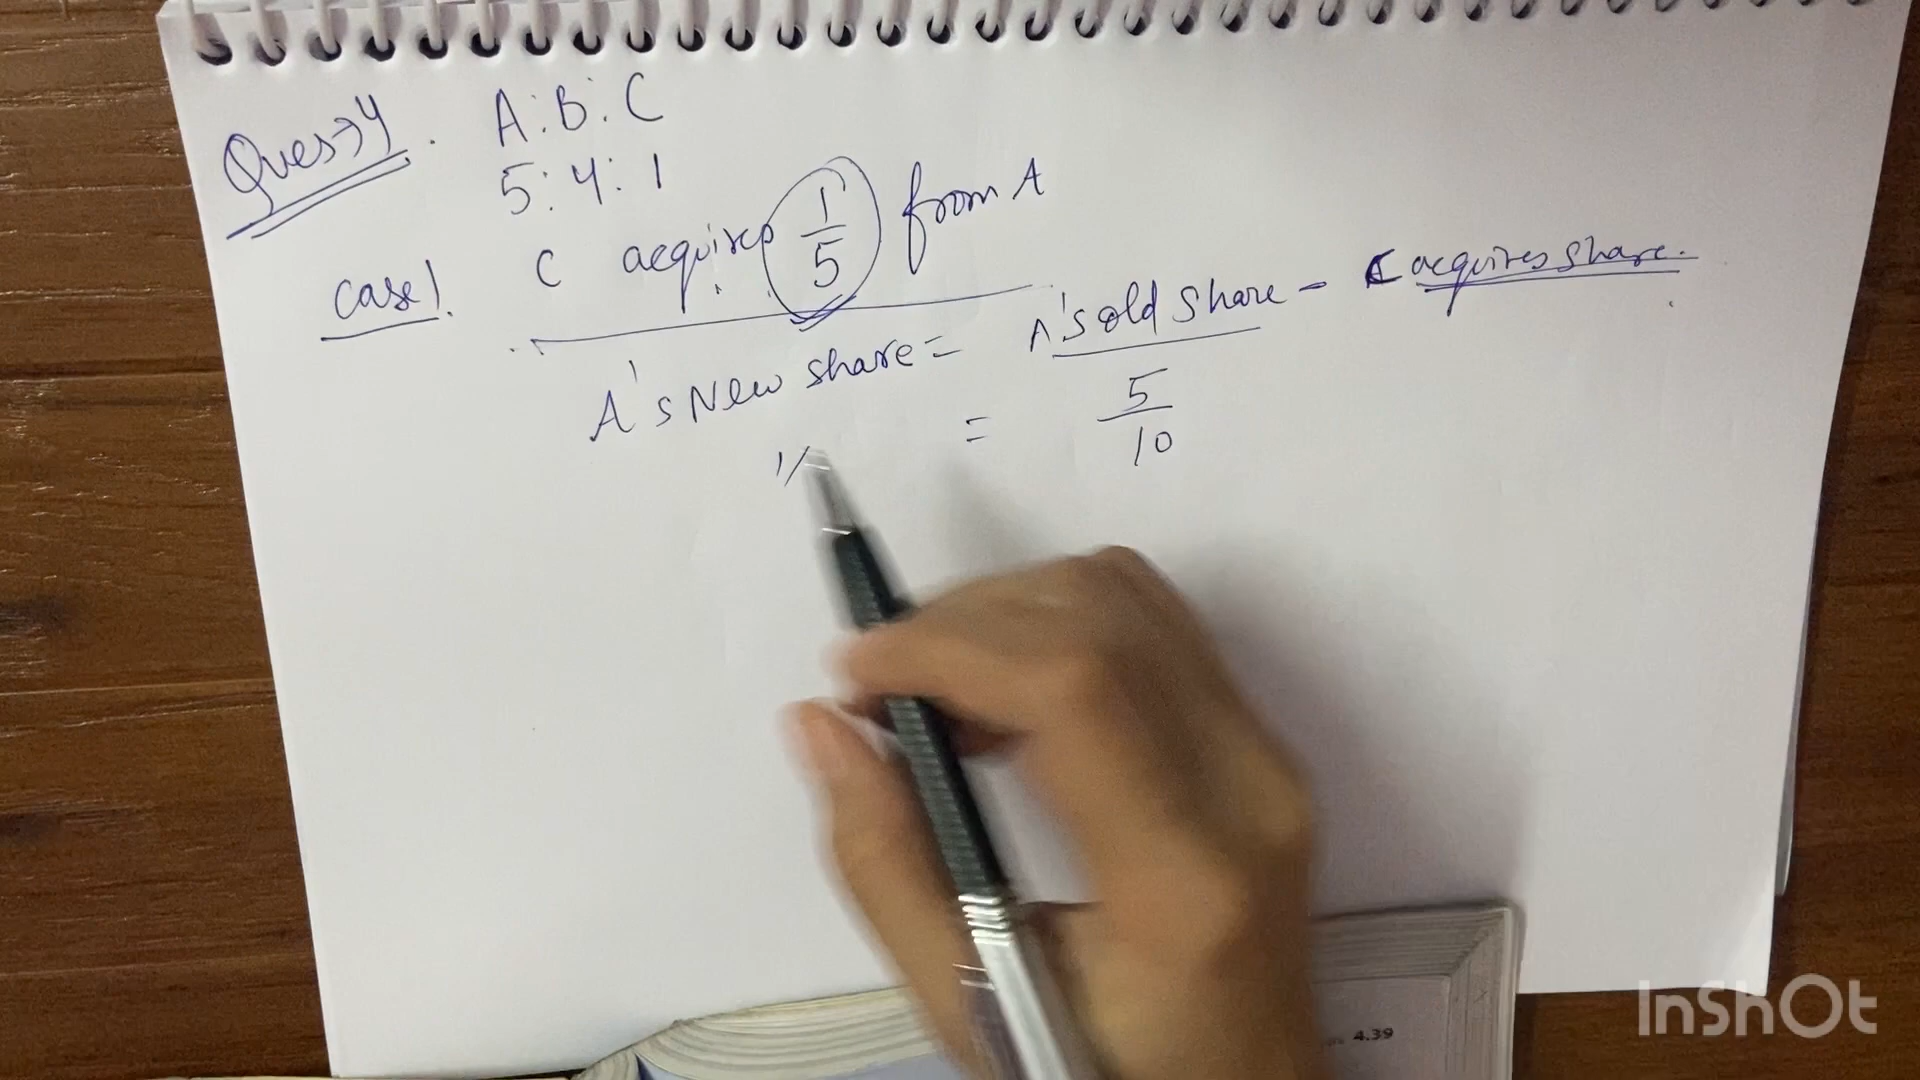 Ques→4. A:B:C
5:4:1
Case 1. C acquires 1/5 from A
A's New share = A's old share - C acquires share.
= 5/10
1/
InShOt
4.39